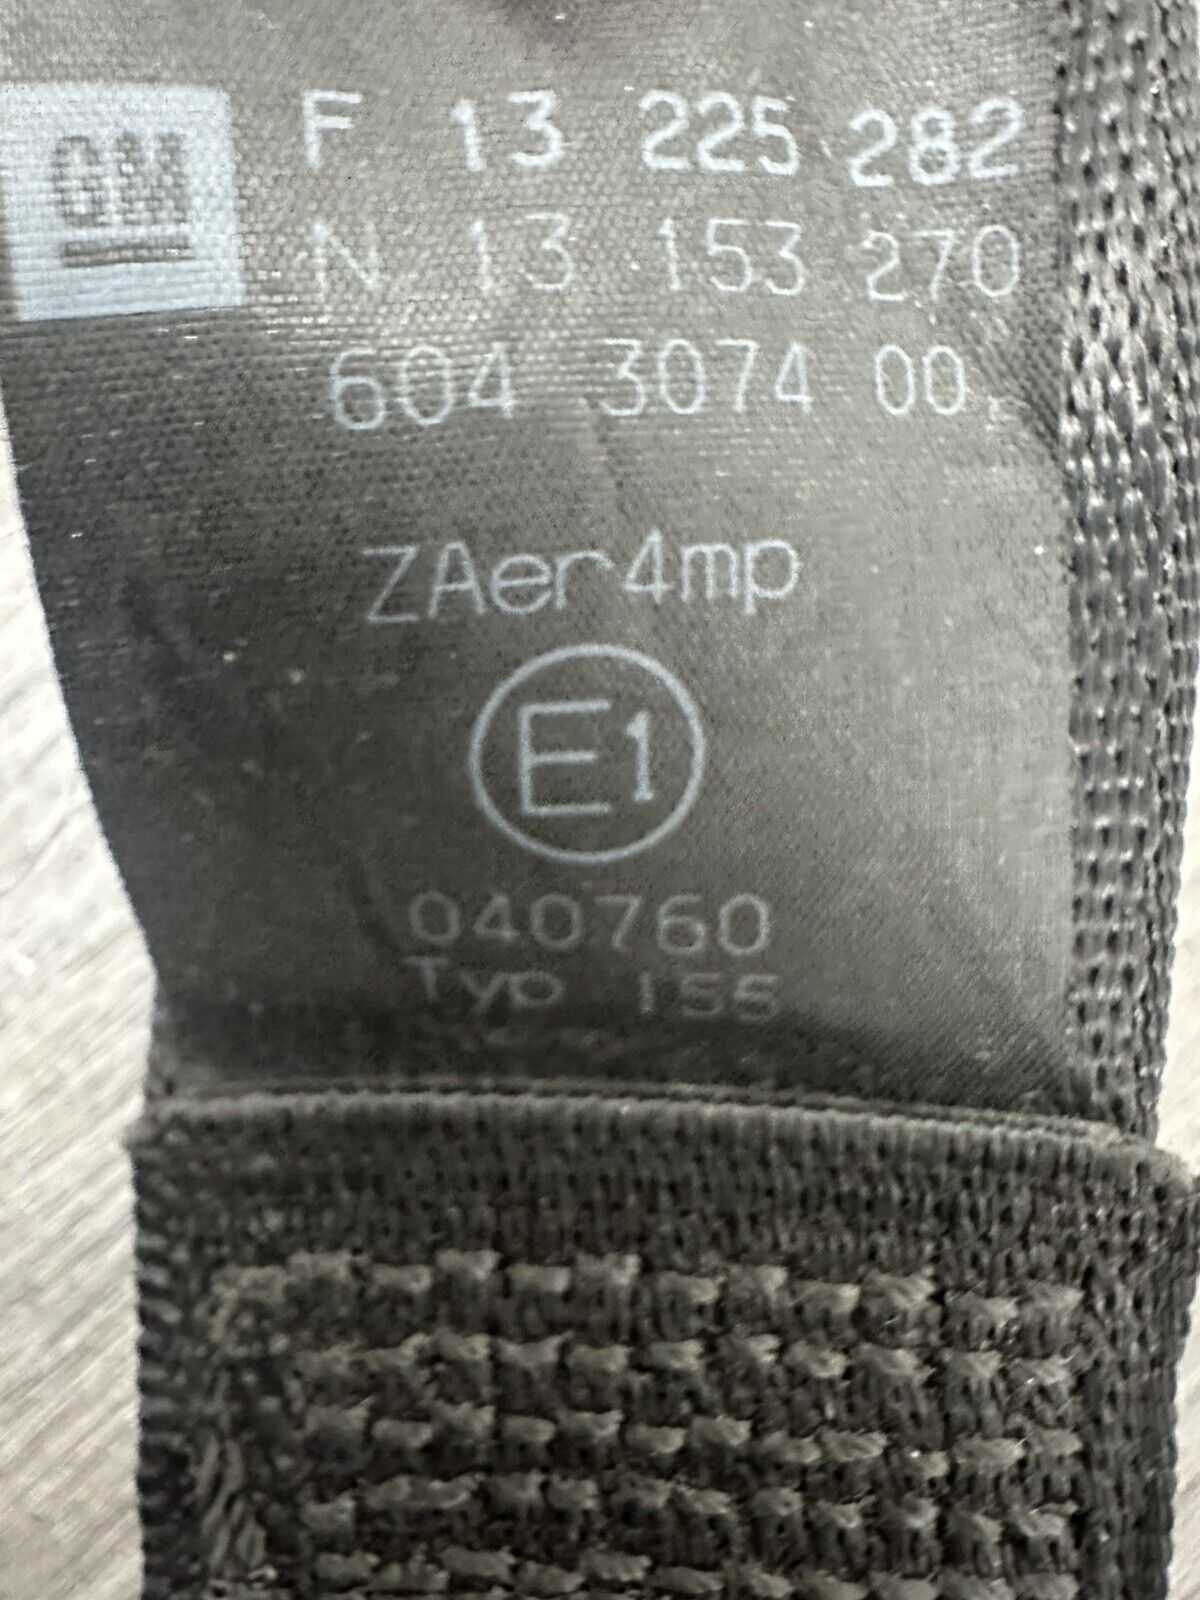 GM
F 13 225 282
N 13 153 270
604 3074 00
ZAer4mp
E1
040760
Typ 155